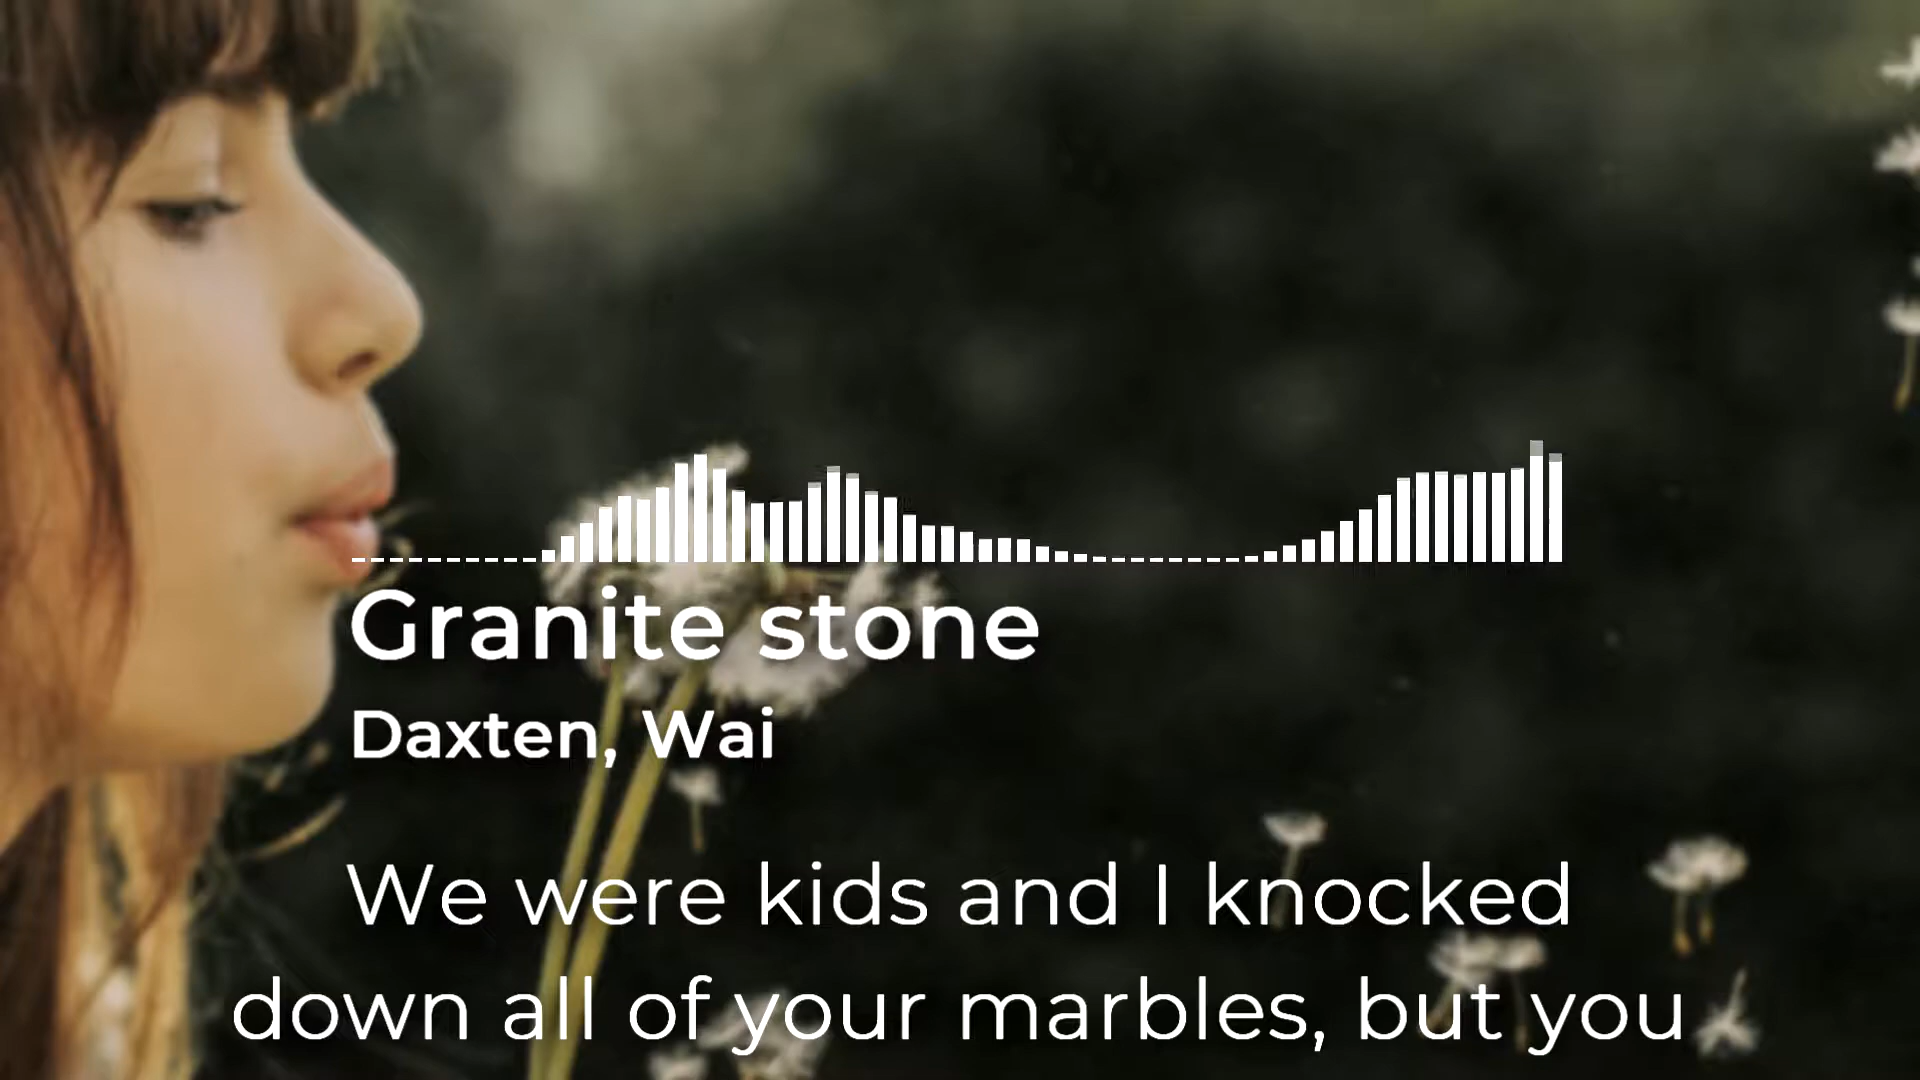 Granite stone
Daxten, Wai
We were kids and I knocked
down all of your marbles, but you